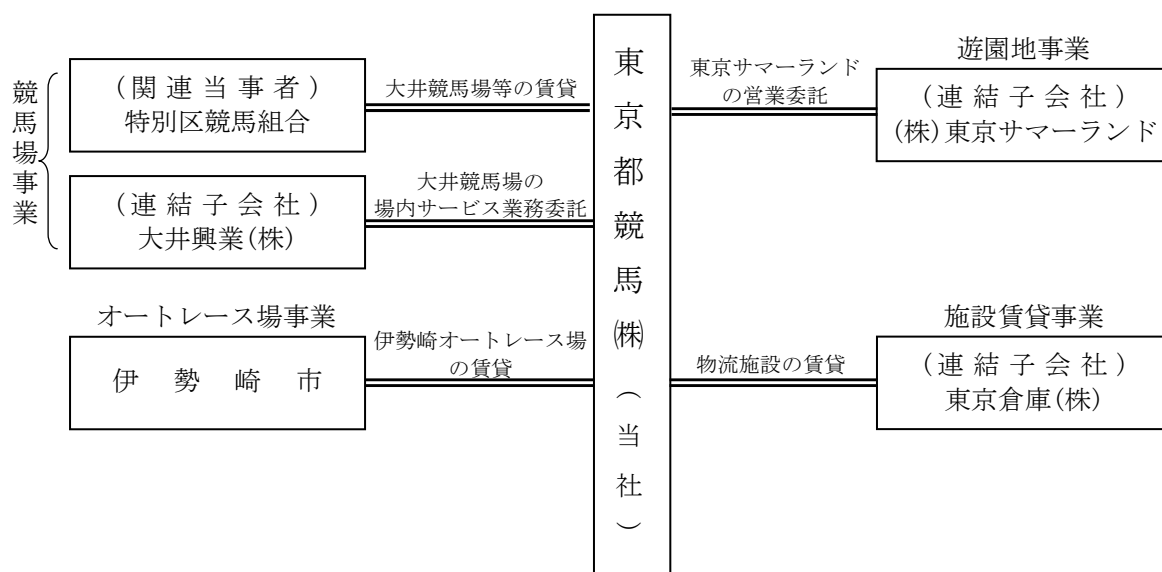 競馬場事業
(関連当事者)
特別区競馬組合
大井競馬場等の賃貸
(連結子会社)
大井興業(株)
大井競馬場の
場内サービス業務委託
オートレース場事業
伊勢崎市
伊勢崎オートレース場
の賃貸
東京都競馬㈱(当社)
東京サマーランド
の営業委託
遊園地事業
(連結子会社)
(株)東京サマーランド
物流施設の賃貸
施設賃貸事業
(連結子会社)
東京倉庫(株)